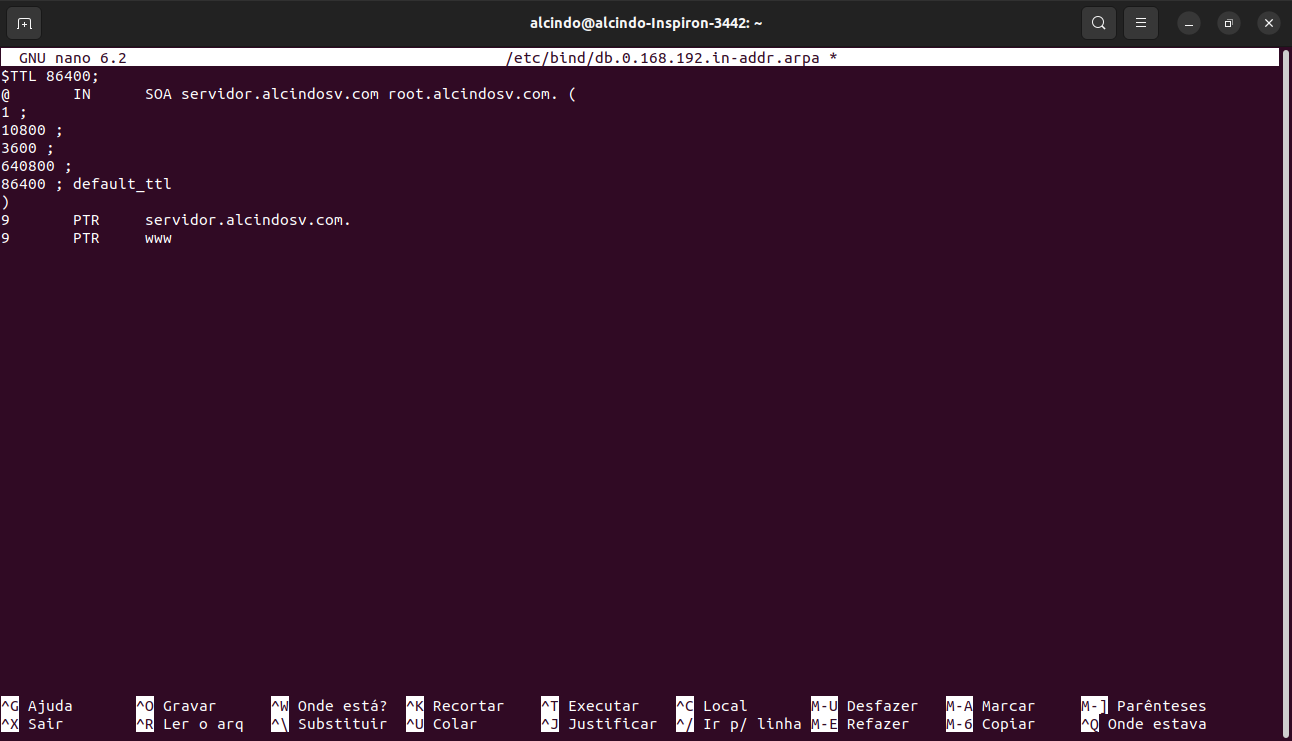 alcindo@alcindo-Inspiron-3442: ~
GNU nano 6.2 /etc/bind/db.0.168.192.in-addr.arpa *
$TTL 86400;
@ IN SOA servidor.alcindosv.com root.alcindosv.com. (
1 ;
10800 ;
3600 ;
640800 ;
86400 ; default_ttl
)
9 PTR servidor.alcindosv.com.
9 PTR www
^G Ajuda ^O Gravar ^W Onde está? ^K Recortar ^T Executar ^C Local M-U Desfazer M-A Marcar M-] Parênteses
^X Sair ^R Ler o arq ^\ Substituir ^U Colar ^J Justificar ^/ Ir p/ linha M-E Refazer M-6 Copiar ^Q Onde estava